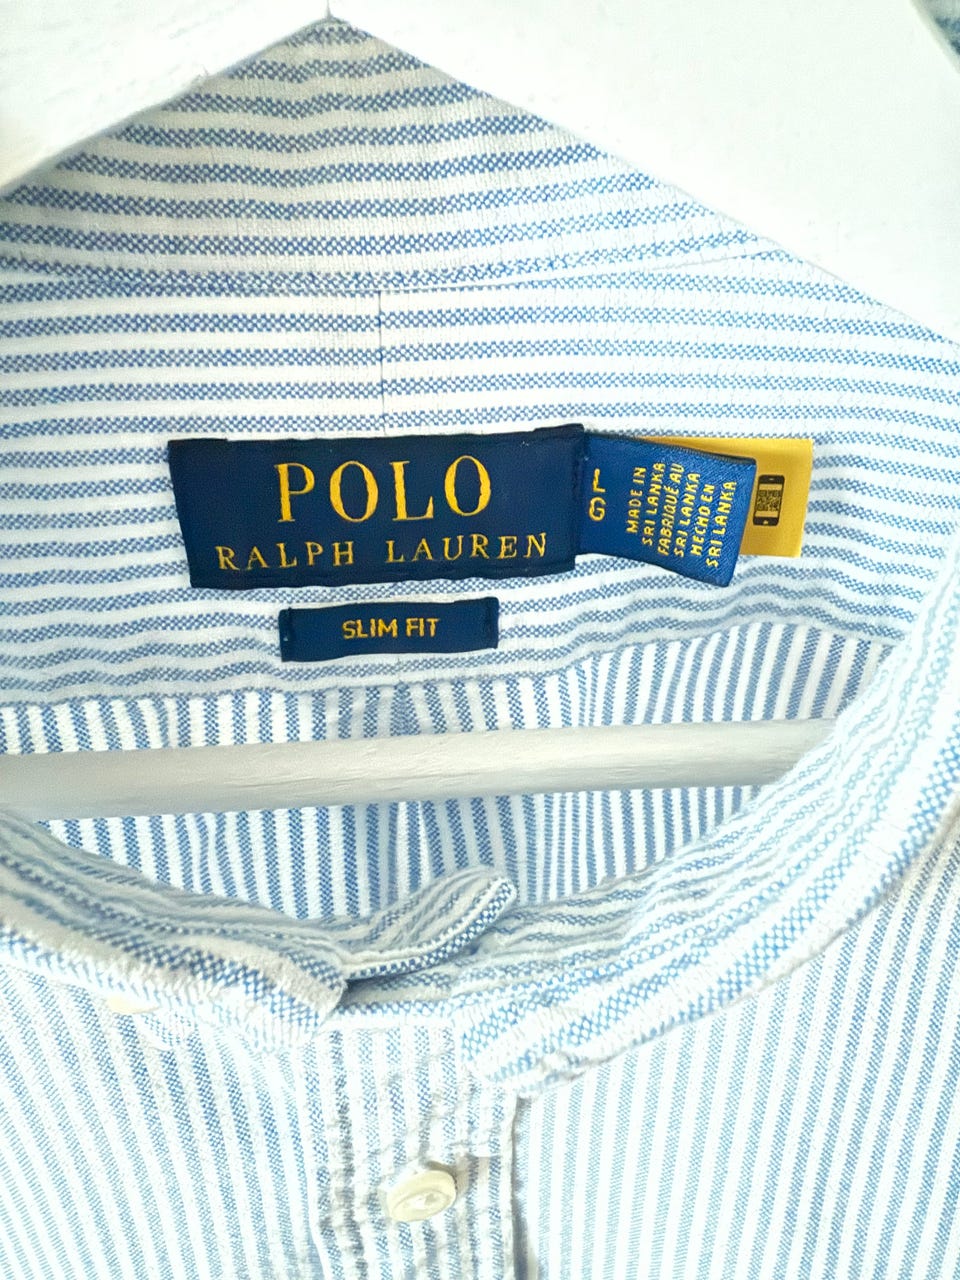 POLO
RALPH LAUREN
SLIM FIT
L
G
MADE IN
SRI LANKA
FABRIQUÉ AU
SRI LANKA
HECHO EN
SRI LANKA